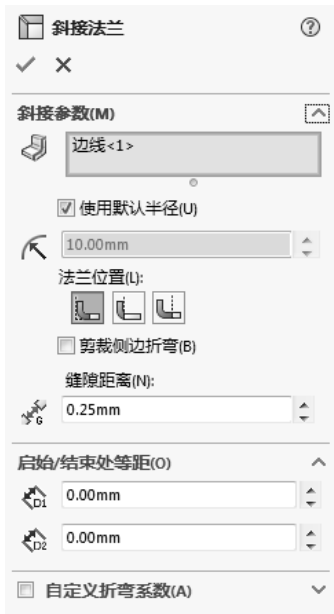 斜接法兰
斜接参数(M)
边线<1>
使用默认半径(U)
10.00mm
法兰位置(L):
剪裁侧边折弯(B)
缝隙距离(N):
G
0.25mm
启始/结束处等距(O)
D1
0.00mm
D2
0.00mm
自定义折弯系数(A)